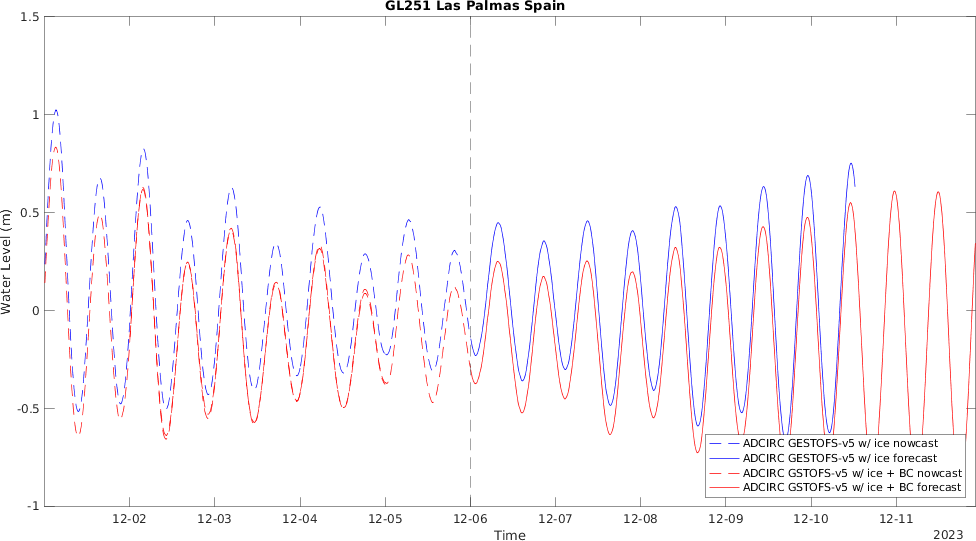 GL251 Las Palmas Spain
1.5
1
0.5
0
-0.5
-1
Water Level (m)
12-02 12-03 12-04 12-05 12-06 12-07 12-08 12-09 12-10 12-11
Time
2023
ADCIRC GESTOFS-v5 w/ ice nowcast
ADCIRC GESTOFS-v5 w/ ice forecast
ADCIRC GSTOFS-v5 w/ ice + BC nowcast
ADCIRC GSTOFS-v5 w/ ice + BC forecast